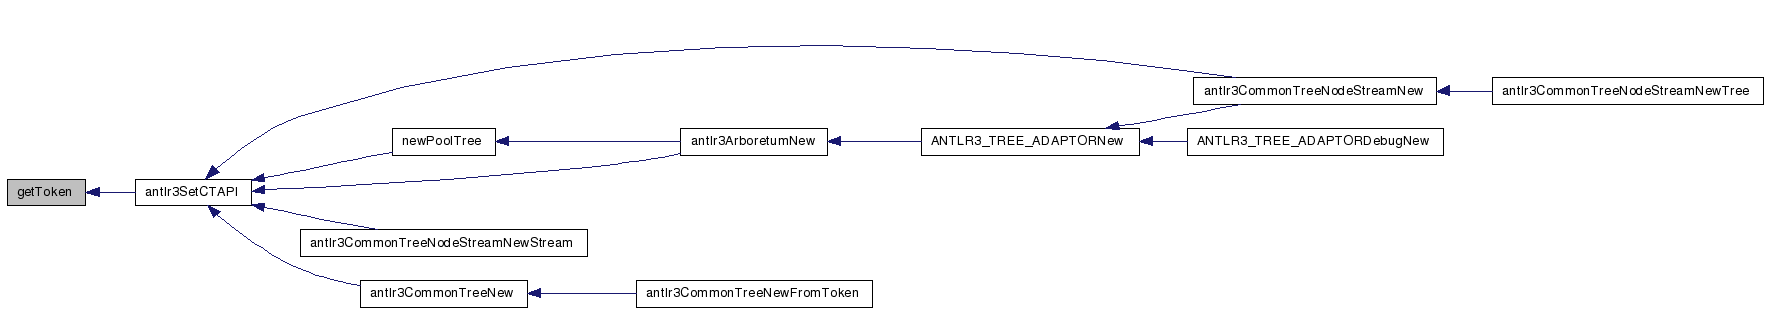 antlr3CommonTreeNodeStreamNew
antlr3CommonTreeNodeStreamNewTree
newPoolTree
antlr3ArboretumNew
ANTLR3_TREE_ADAPTORNew
ANTLR3_TREE_ADAPTORDebugNew
getToken
antlr3SetCTAPI
antlr3CommonTreeNodeStreamNewStream
antlr3CommonTreeNew
antlr3CommonTreeNewFromToken